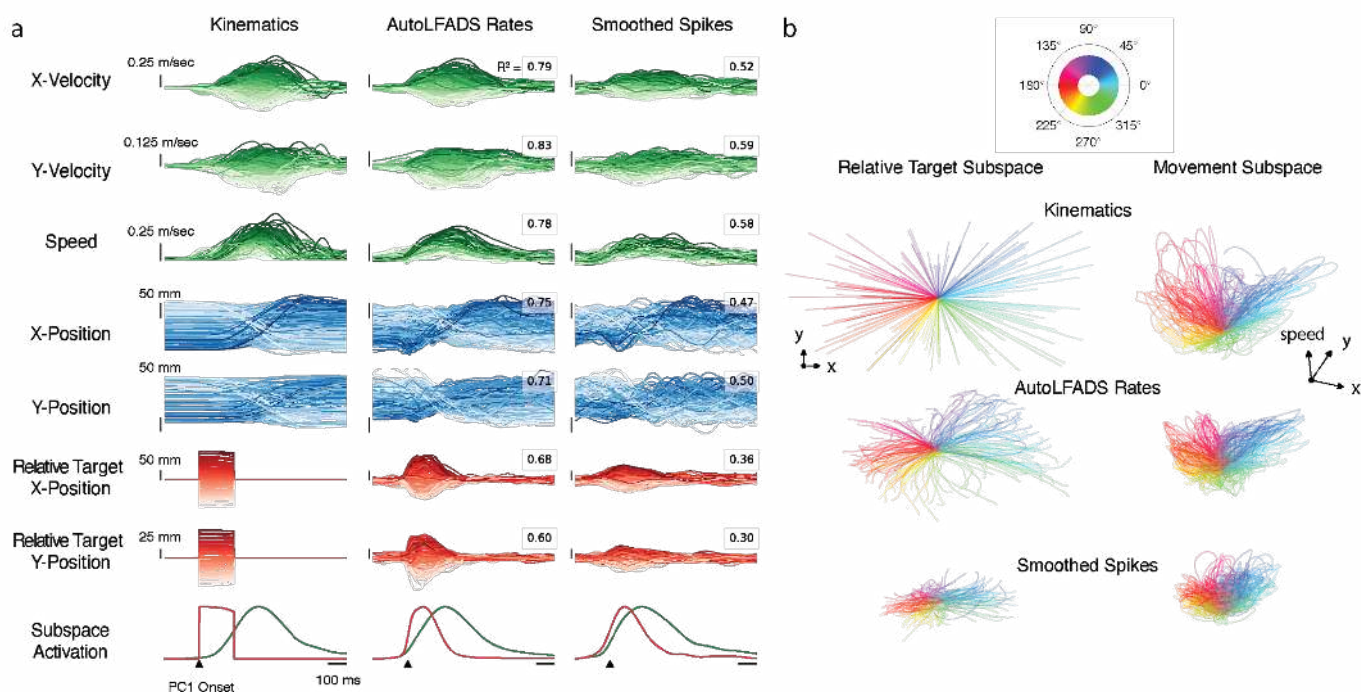 a
Kinematics AutoLFADS Rates Smoothed Spikes
X-Velocity
0.25 m/sec
R² = 0.79
0.52
Y-Velocity
0.125 m/sec
0.83
0.59
Speed
0.25 m/sec
0.78
0.58
X-Position
50 mm
0.75
0.47
Y-Position
50 mm
0.71
0.50
Relative Target
X-Position
50 mm
0.68
0.36
Relative Target
Y-Position
25 mm
0.60
0.30
Subspace
Activation
PC1 Onset
100 ms
b
90°
135° 45°
180° 0°
225° 315°
270°
Relative Target Subspace Movement Subspace
Kinematics
y
x
speed
y
x
AutoLFADS Rates
Smoothed Spikes